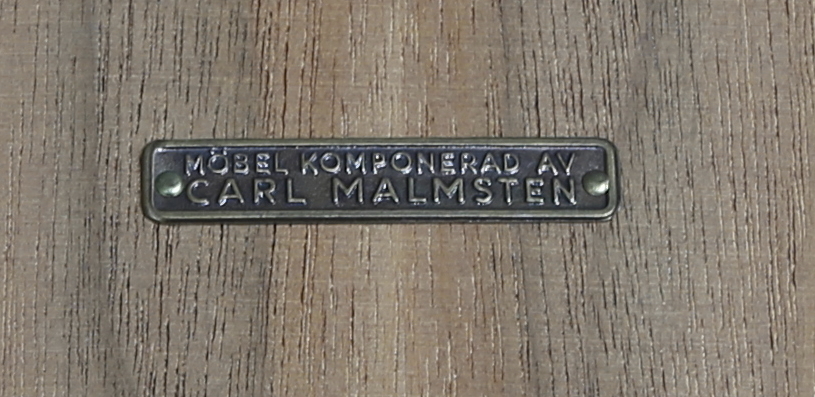 MÖBEL KOMPONERAD AV
CARL MALMSTEN